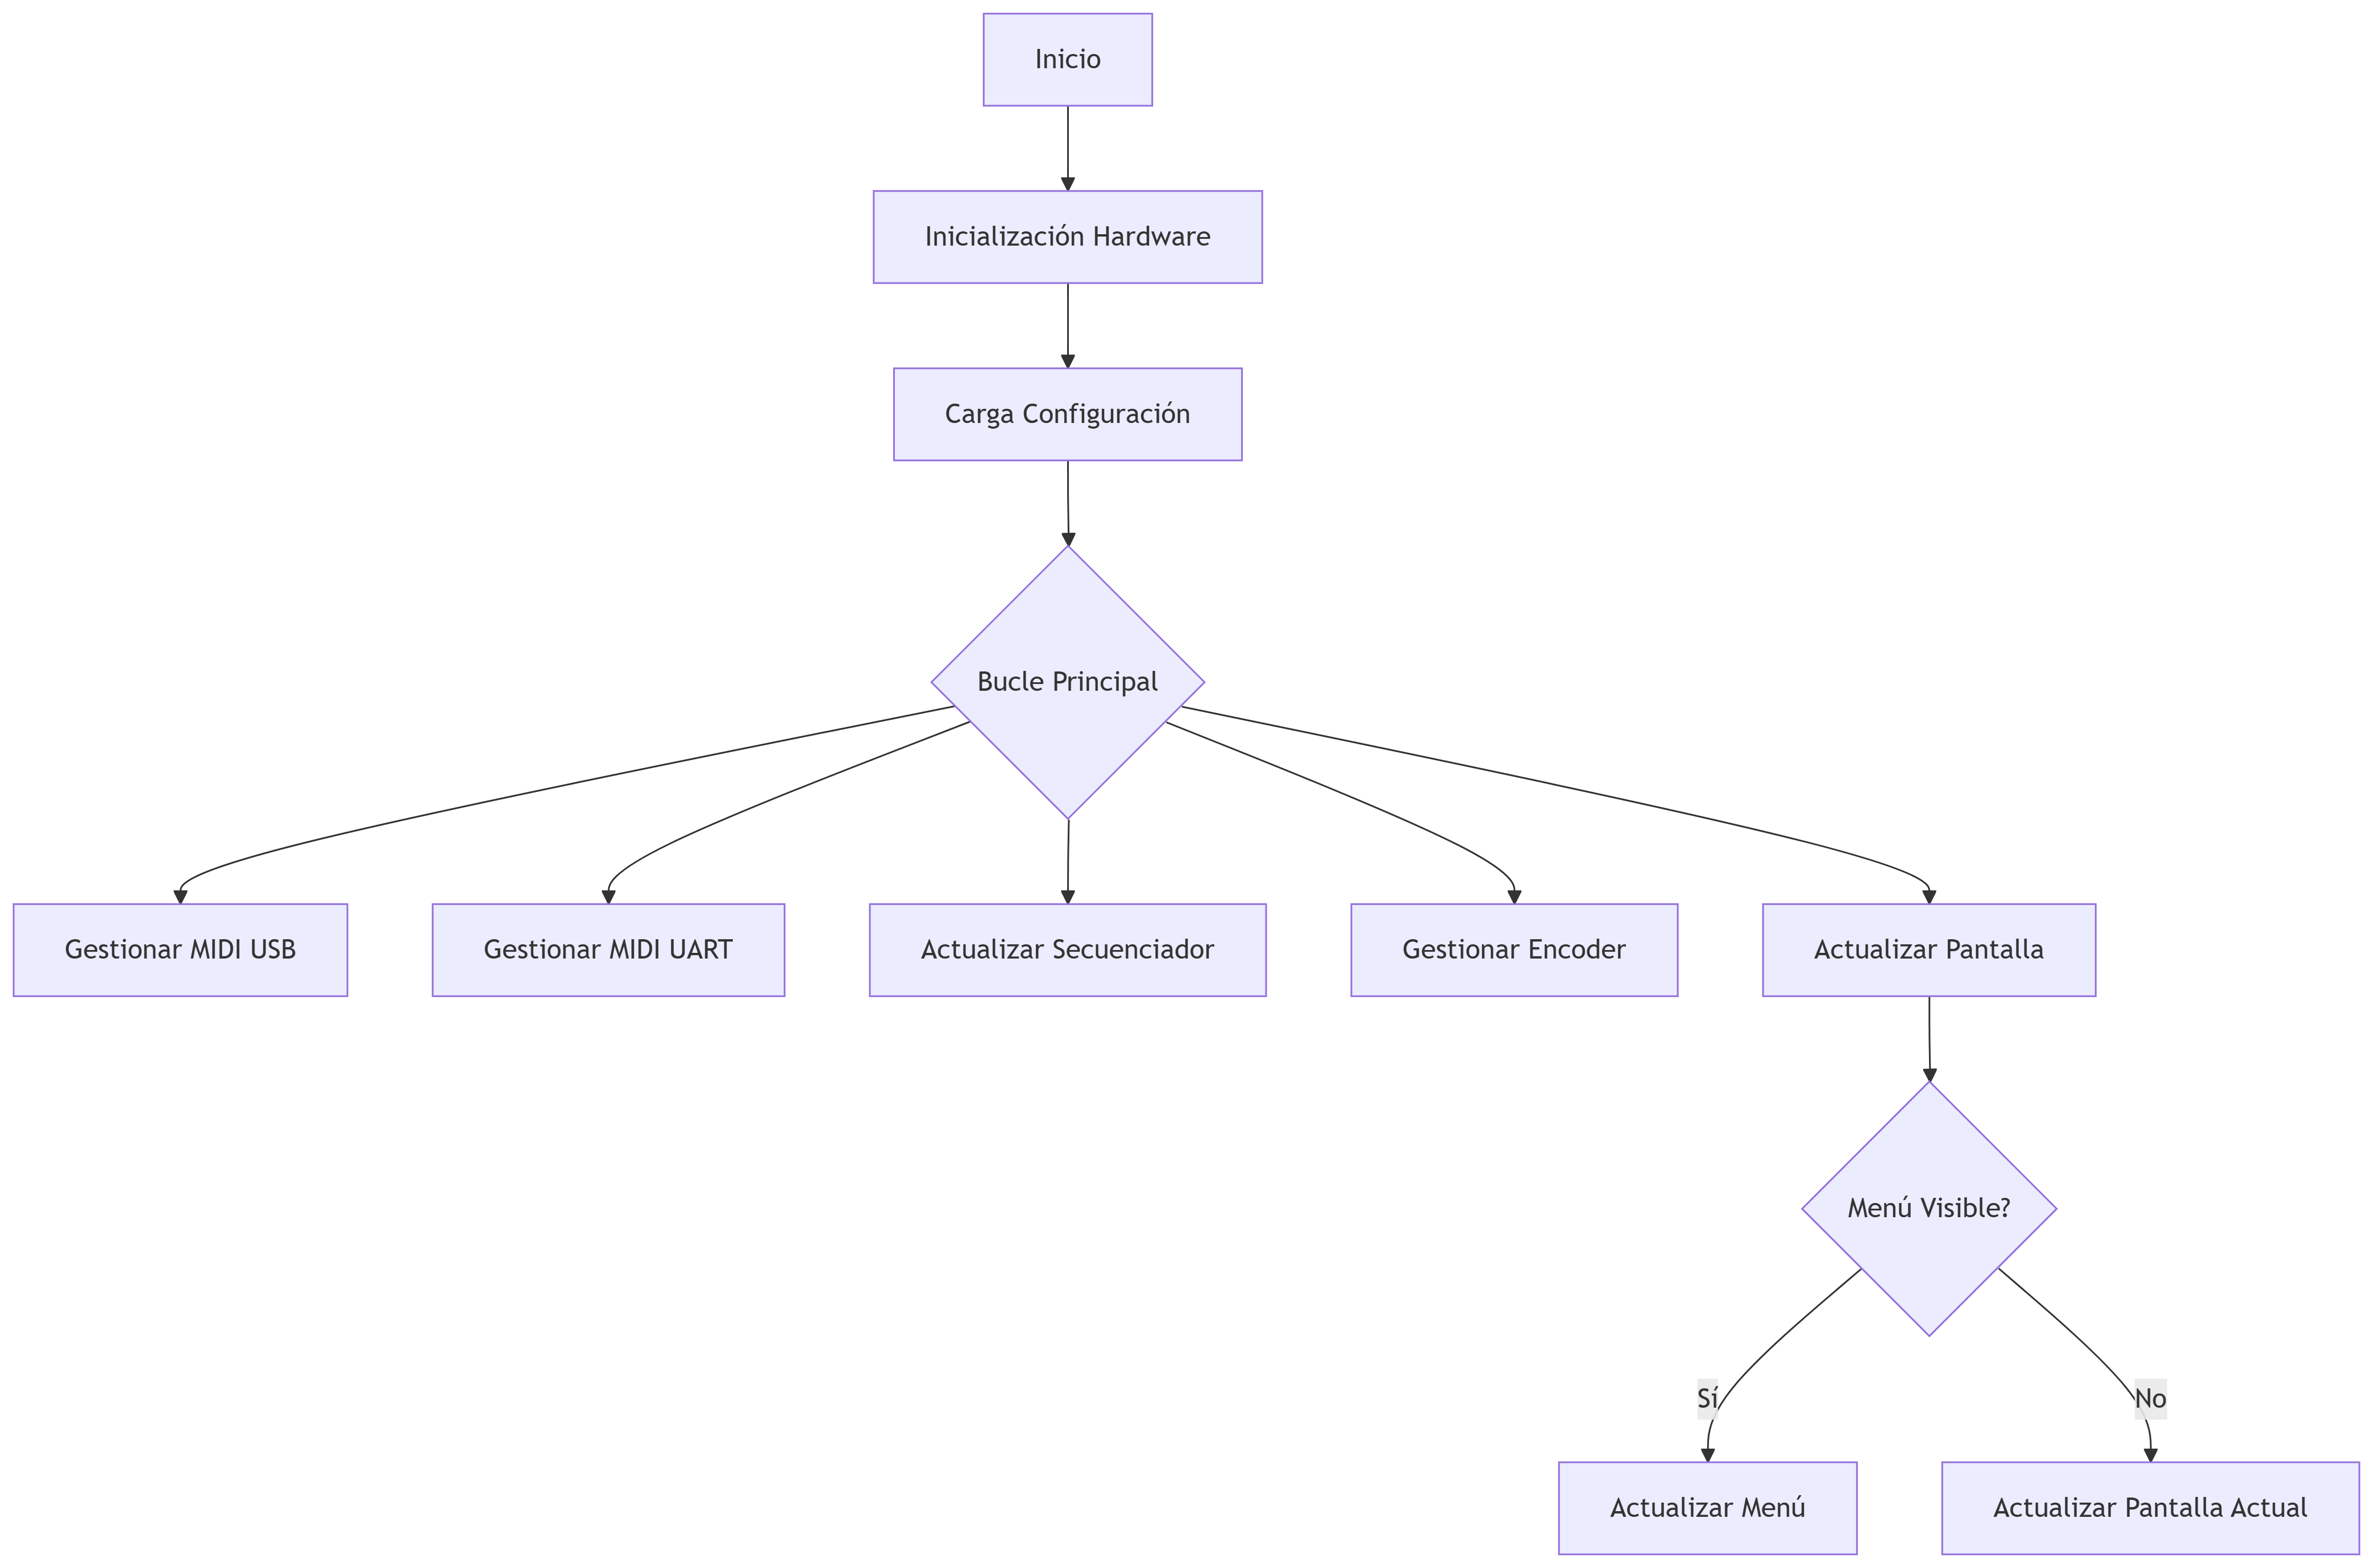 Inicio
Inicialización Hardware
Carga Configuración
Bucle Principal
Gestionar MIDI USB
Gestionar MIDI UART
Actualizar Secuenciador
Gestionar Encoder
Actualizar Pantalla
Menú Visible?
Sí
No
Actualizar Menú
Actualizar Pantalla Actual